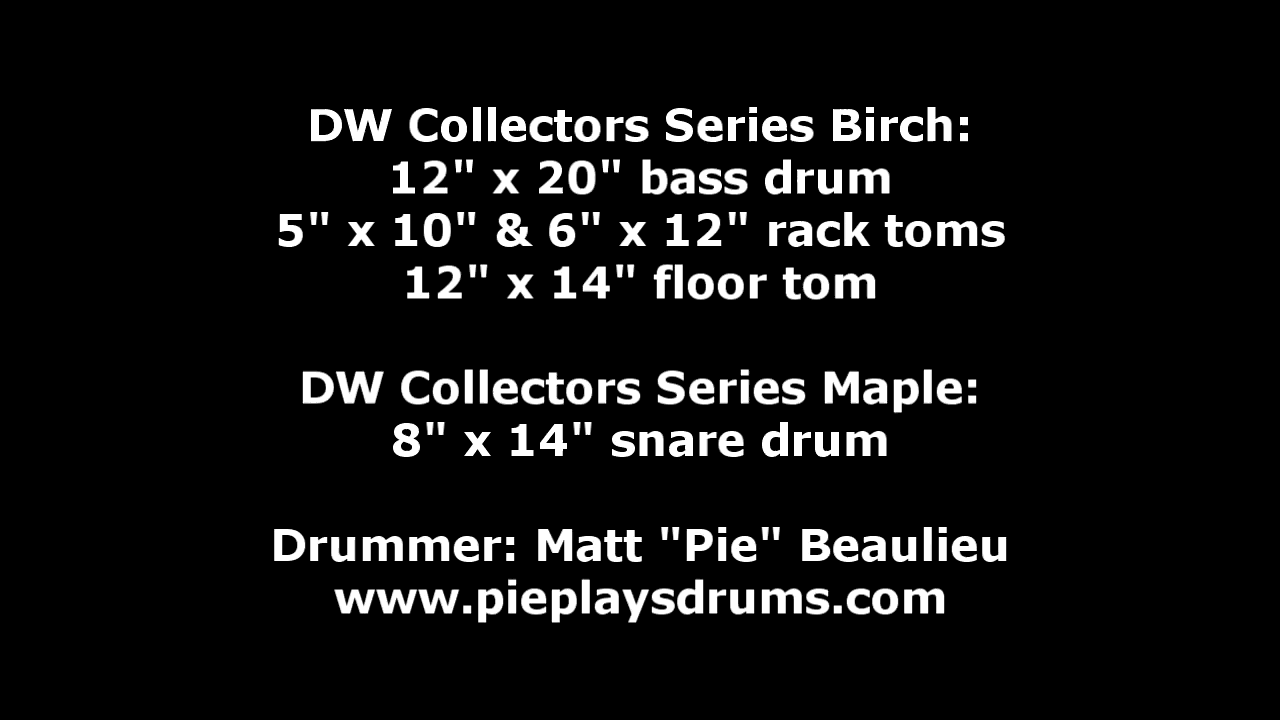 DW Collectors Series Birch:
12" x 20" bass drum
5" x 10" & 6" x 12" rack toms
12" x 14" floor tom
DW Collectors Series Maple:
8" x 14" snare drum
Drummer: Matt "Pie" Beaulieu
www.pieplaysdrums.com